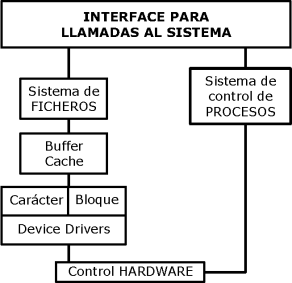 INTERFACE PARA
LLAMADAS AL SISTEMA
Sistema de
FICHEROS
Sistema de
control de
PROCESOS
Buffer
Cache
Carácter
Bloque
Device Drivers
Control HARDWARE